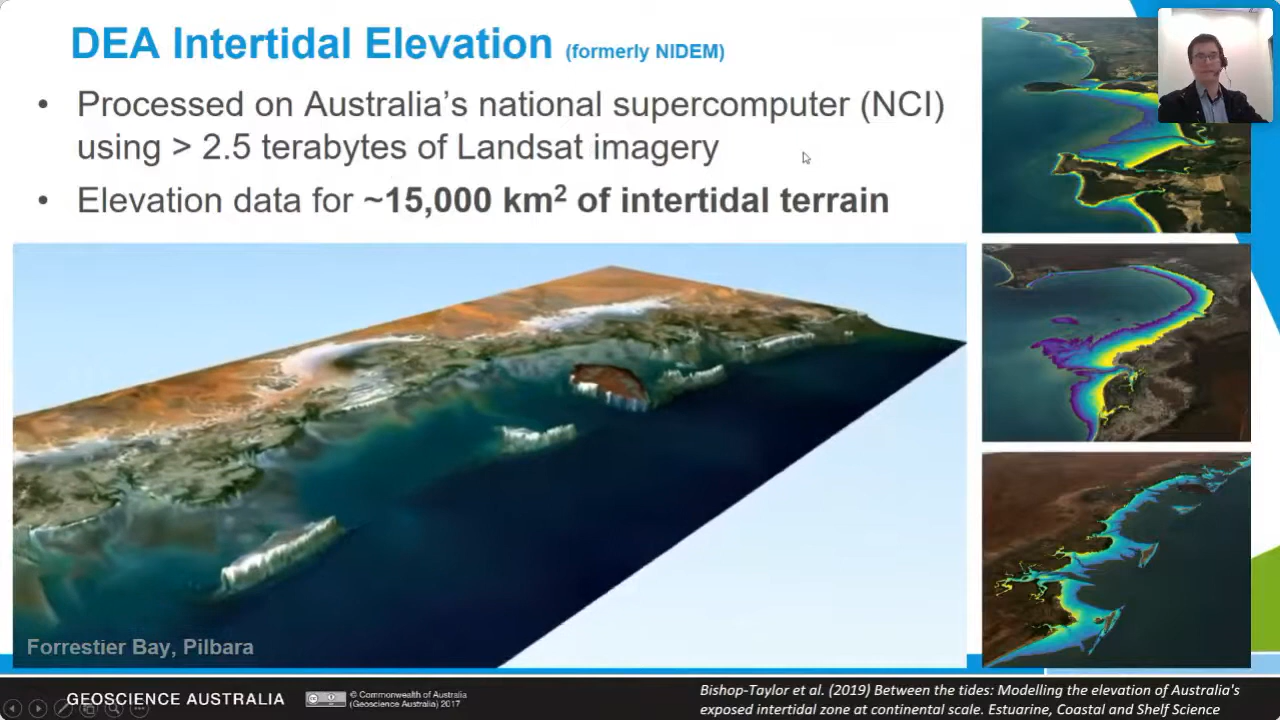 DEA Intertidal Elevation (formerly NIDEM)
• Processed on Australia's national supercomputer (NCI)
using > 2.5 terabytes of Landsat imagery
• Elevation data for ~15,000 km² of intertidal terrain
Forrestier Bay, Pilbara
GEOSCIENCE AUSTRALIA
© Commonwealth of Australia
(Geoscience Australia) 2017
Bishop-Taylor et al. (2019) Between the tides: Modelling the elevation of Australia's
exposed intertidal zone at continental scale. Estuarine, Coastal and Shelf Science